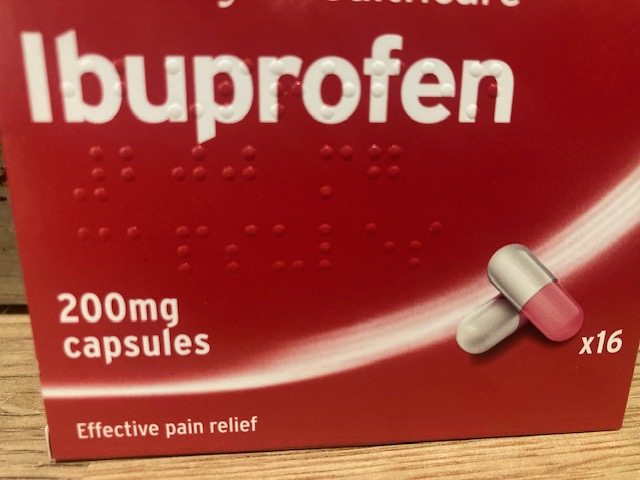 Ibuprofen
200mg
capsules
x16
Effective pain relief